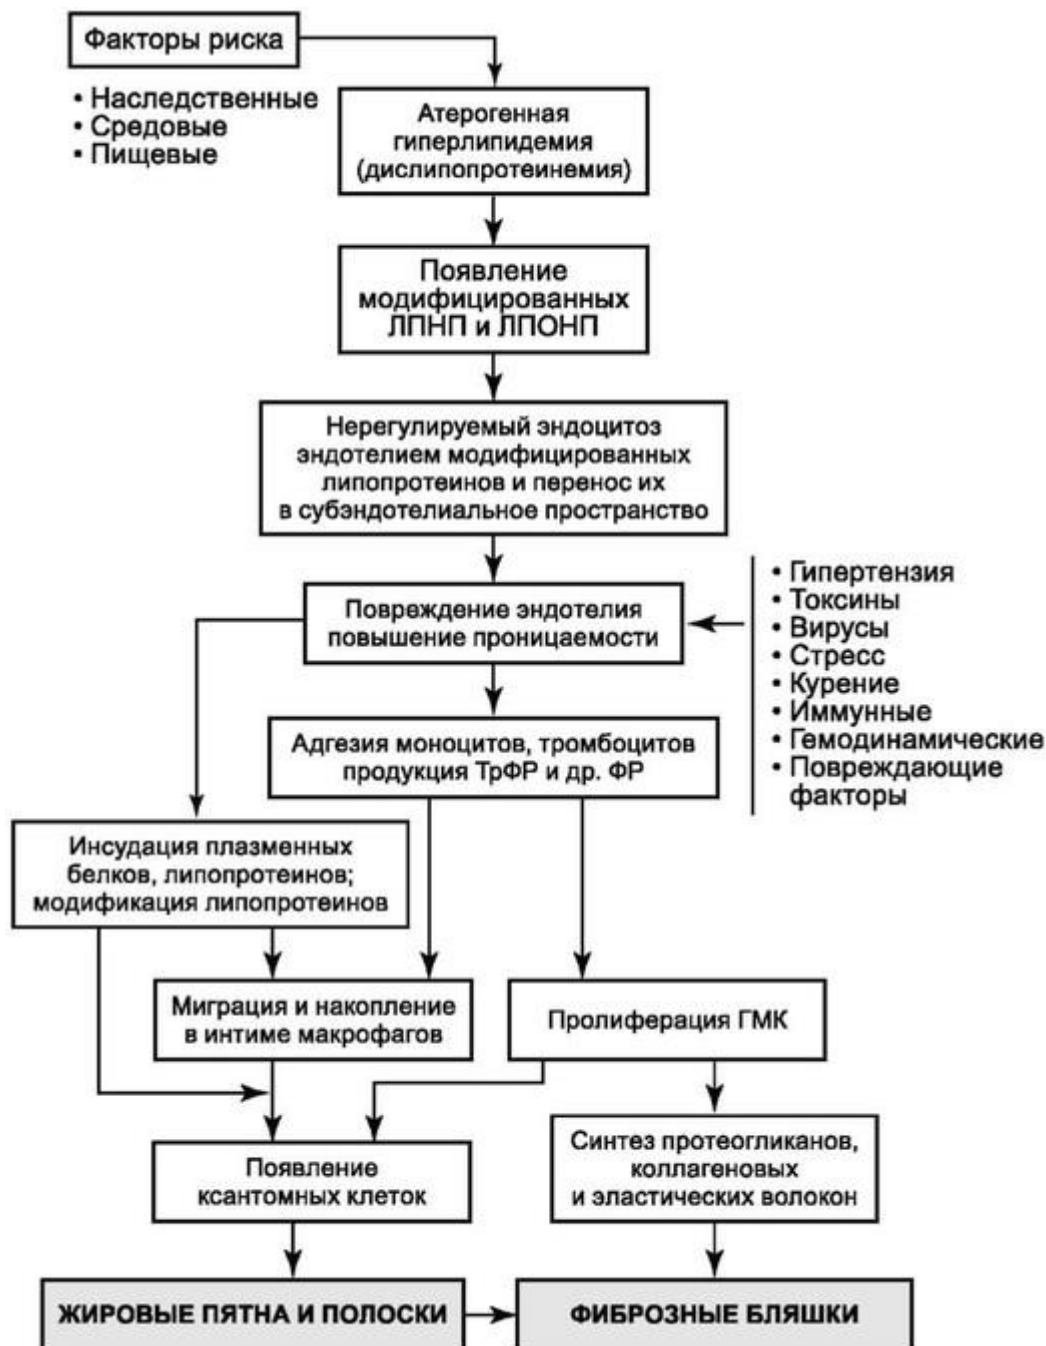 Факторы риска
• Наследственные
• Средовые
• Пищевые
Атерогенная
гиперлипидемия
(дислипопротеинемия)
Появление
модифицированных
ЛПНП и ЛПОНП
Нерегулируемый эндоцитоз
эндотелием модифицированных
липопротеинов и перенос их
в субэндотелиальное пространство
Повреждение эндотелия
повышение проницаемости
• Гипертензия
• Токсины
• Вирусы
• Стресс
• Курение
• Иммунные
• Гемодинамические
• Повреждающие
факторы
Адгезия моноцитов, тромбоцитов
продукция ТрФР и др. ФР
Инсудация плазменных
белков, липопротеинов;
модификация липопротеинов
Миграция и накопление
в интиме макрофагов
Пролиферация ГМК
Появление
ксантомных клеток
Синтез протеогликанов,
коллагеновых
и эластических волокон
ЖИРОВЫЕ ПЯТНА И ПОЛОСКИ
ФИБРОЗНЫЕ БЛЯШКИ